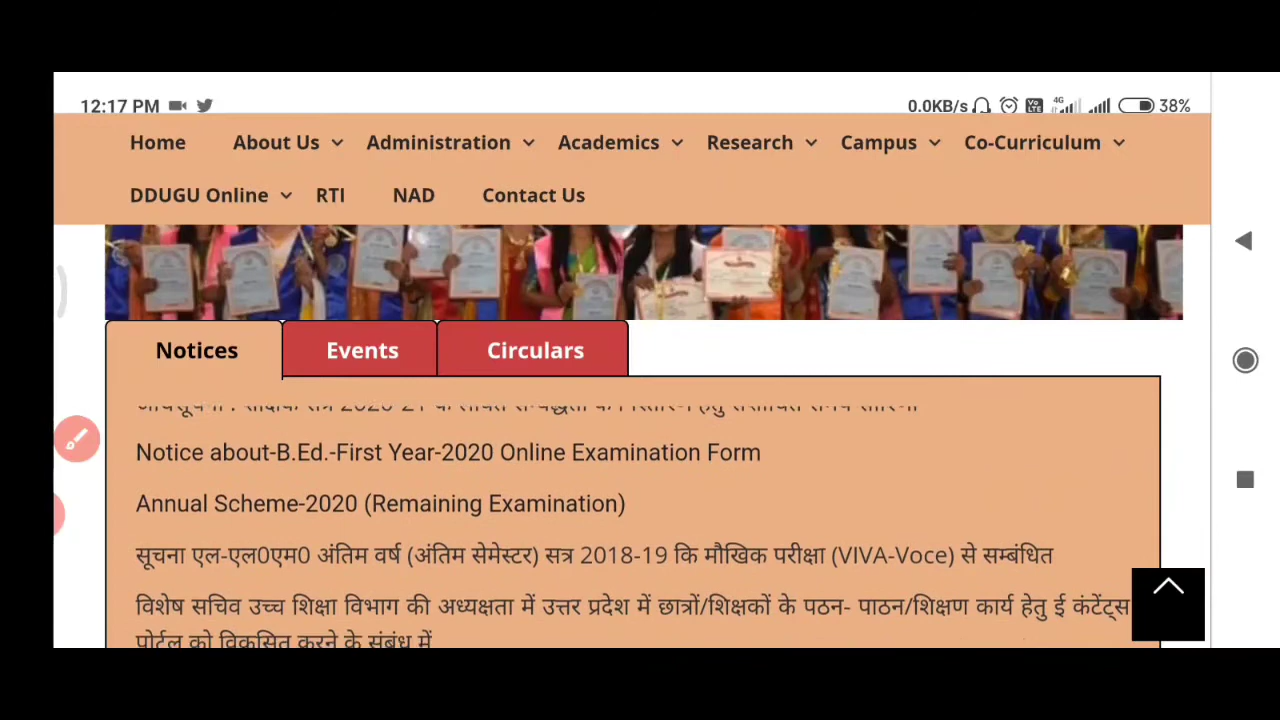 12:17 PM 0.0KB/s Vo LTE 4G 38%
Home About Us Administration Academics Research Campus Co-Curriculum
DDUGU Online RTI NAD Contact Us
Notices Events Circulars
Notice about-B.Ed.-First Year-2020 Online Examination Form
Annual Scheme-2020 (Remaining Examination)
सूचना एल-एल0एम0 अंतिम वर्ष (अंतिम सेमेस्टर) सत्र 2018-19 कि मौखिक परीक्षा (VIVA-Voce) से सम्बंधित
विशेष सचिव उच्च शिक्षा विभाग की अध्यक्षता में उत्तर प्रदेश में छात्रों/शिक्षकों के पठन- पाठन/शिक्षण कार्य हेतु ई कंटेंट्स
पोर्टल को विकसित करने के संबंध में